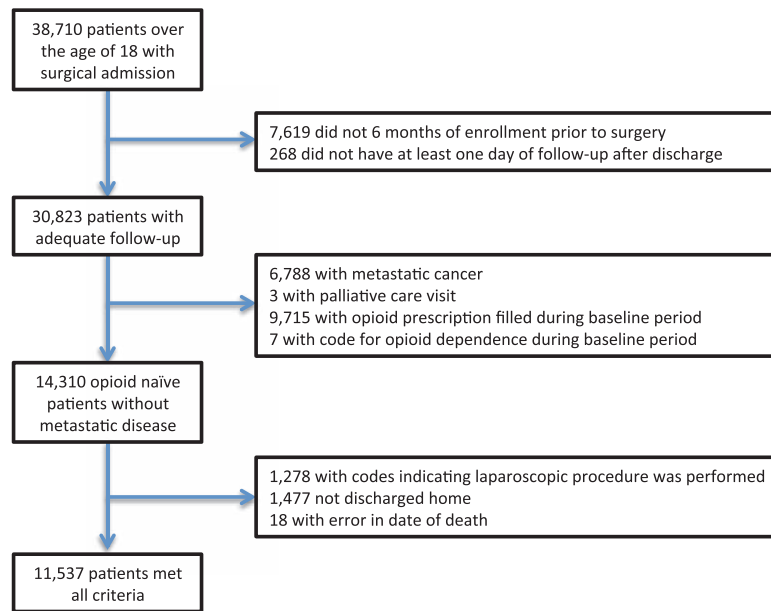 38,710 patients over
the age of 18 with
surgical admission
7,619 did not 6 months of enrollment prior to surgery
268 did not have at least one day of follow-up after discharge
30,823 patients with
adequate follow-up
6,788 with metastatic cancer
3 with palliative care visit
9,715 with opioid prescription filled during baseline period
7 with code for opioid dependence during baseline period
14,310 opioid naïve
patients without
metastatic disease
1,278 with codes indicating laparoscopic procedure was performed
1,477 not discharged home
18 with error in date of death
11,537 patients met
all criteria